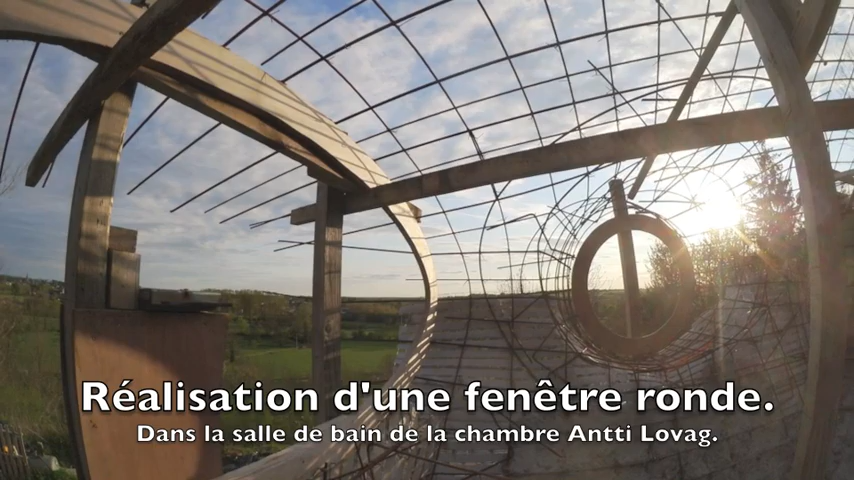 Réalisation d'une fenêtre ronde.
Dans la salle de bain de la chambre Antti Lovag.